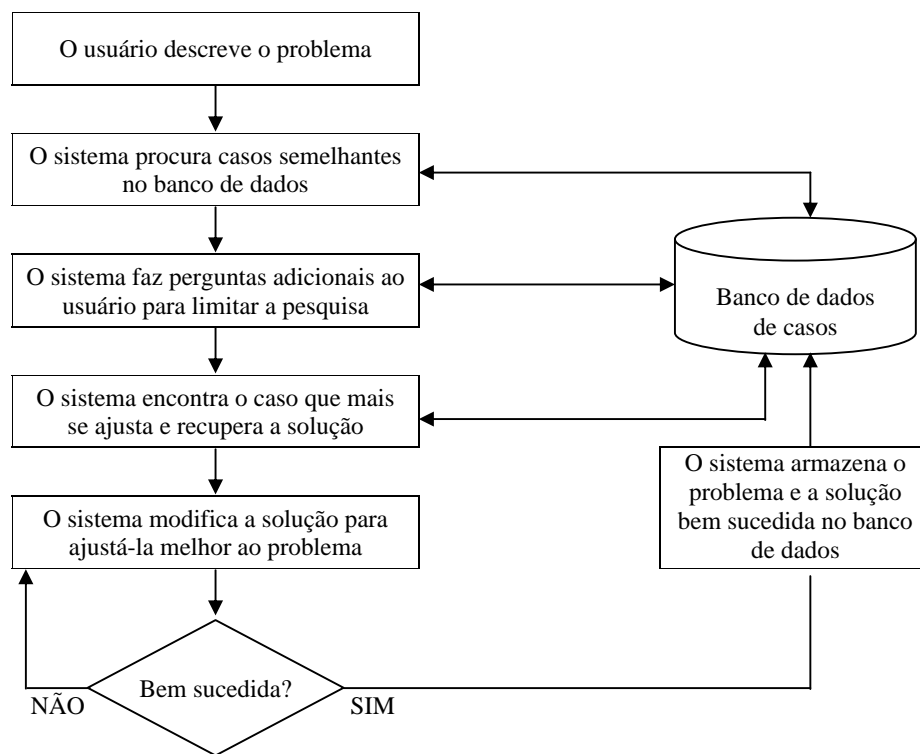 O usuário descreve o problema
O sistema procura casos semelhantes
no banco de dados
O sistema faz perguntas adicionais ao
usuário para limitar a pesquisa
Banco de dados
de casos
O sistema encontra o caso que mais
se ajusta e recupera a solução
O sistema armazena o
problema e a solução
bem sucedida no banco
de dados
O sistema modifica a solução para
ajustá-la melhor ao problema
Bem sucedida?
NÃO
SIM